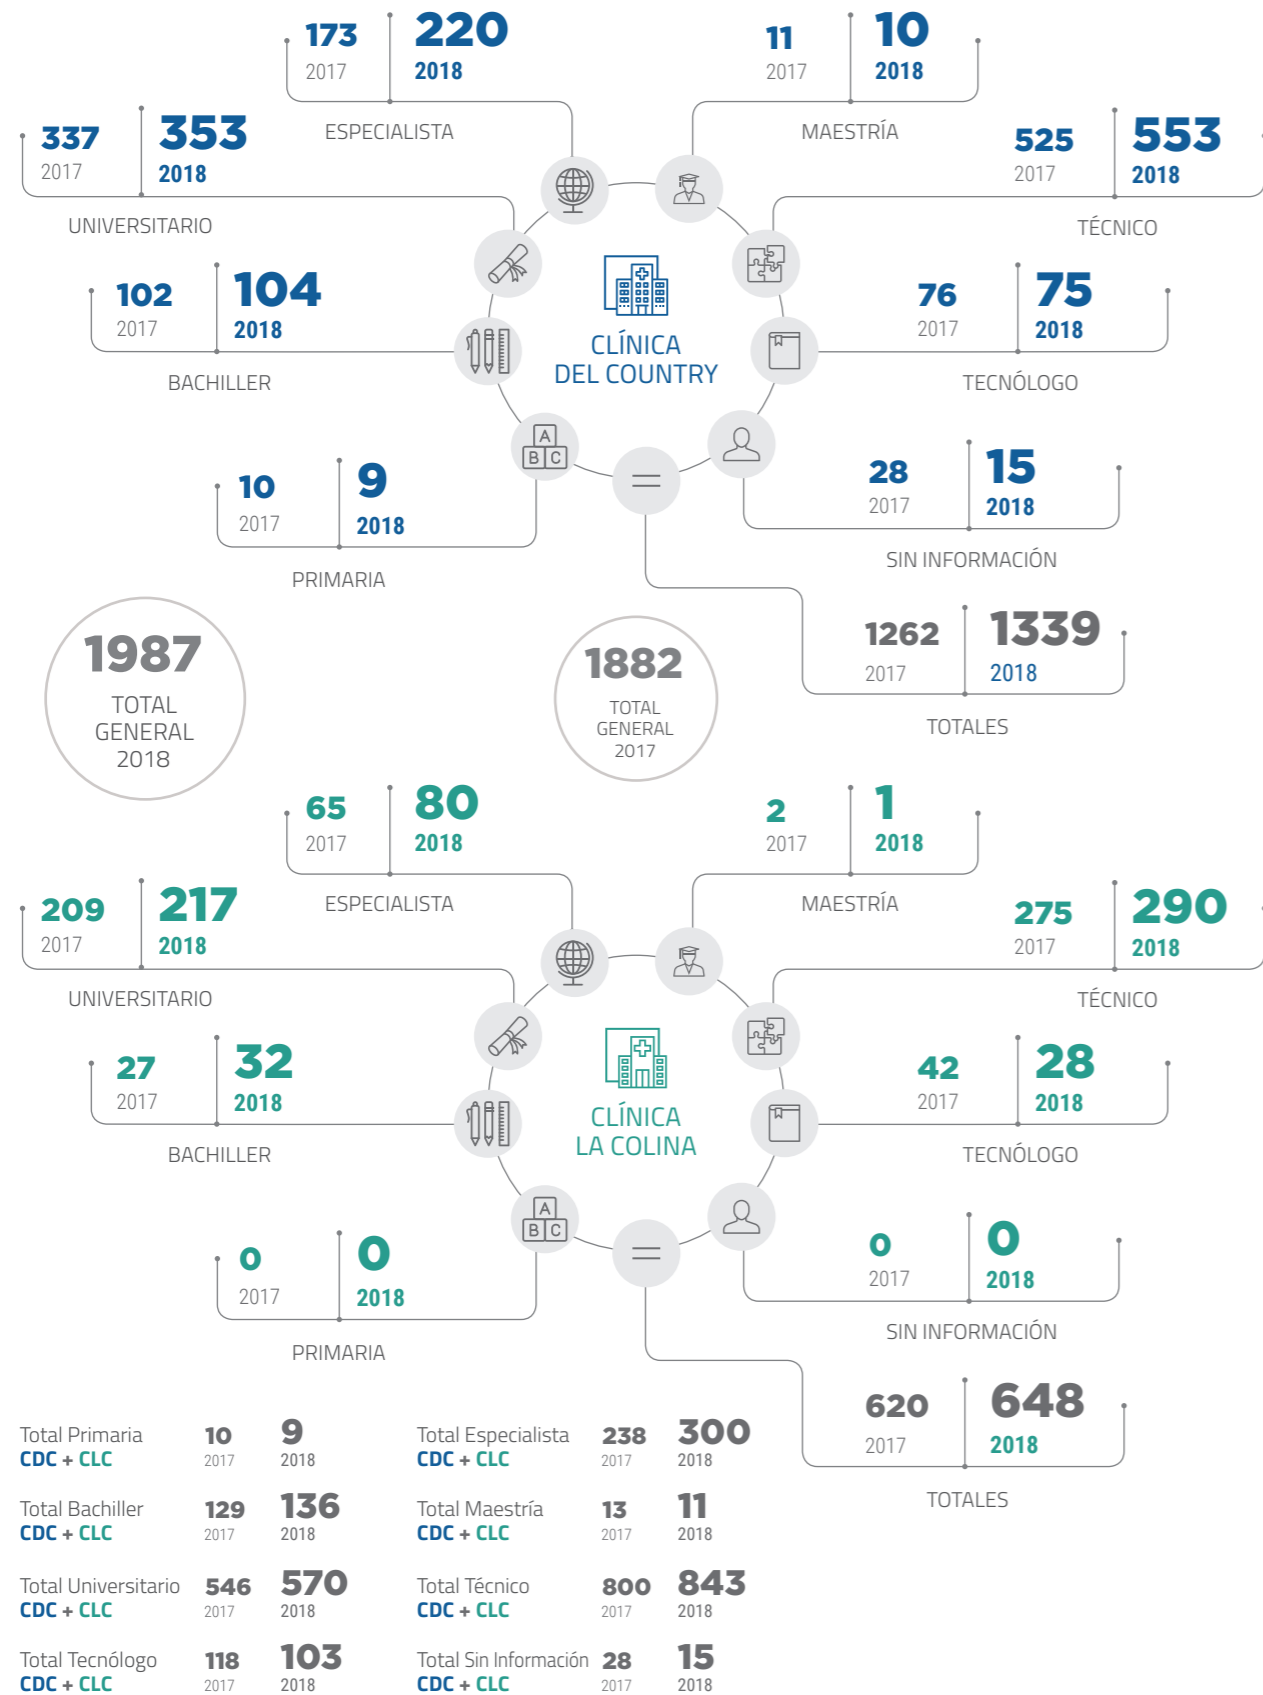 173 220
2017 2018
ESPECIALISTA
11 10
2017 2018
MAESTRÍA
337 353
2017 2018
UNIVERSITARIO
525 553
2017 2018
TÉCNICO
102 104
2017 2018
BACHILLER
CLÍNICA
DEL COUNTRY
76 75
2017 2018
TECNÓLOGO
A
B C
10 9
2017 2018
PRIMARIA
28 15
2017 2018
SIN INFORMACIÓN
1262 1339
2017 2018
TOTALES
1987
TOTAL
GENERAL
2018
1882
TOTAL
GENERAL
2017
65 80
2017 2018
ESPECIALISTA
2 1
2017 2018
MAESTRÍA
209 217
2017 2018
UNIVERSITARIO
275 290
2017 2018
TÉCNICO
27 32
2017 2018
BACHILLER
CLÍNICA
LA COLINA
42 28
2017 2018
TECNÓLOGO
A
B C
0 0
2017 2018
PRIMARIA
0 0
2017 2018
SIN INFORMACIÓN
620 648
2017 2018
TOTALES
Total Primaria 10 9
CDC + CLC 2017 2018
Total Especialista 238 300
CDC + CLC 2017 2018
Total Bachiller 129 136
CDC + CLC 2017 2018
Total Maestría 13 11
CDC + CLC 2017 2018
Total Universitario 546 570
CDC + CLC 2017 2018
Total Técnico 800 843
CDC + CLC 2017 2018
Total Tecnólogo 118 103
CDC + CLC 2017 2018
Total Sin Información 28 15
CDC + CLC 2017 2018